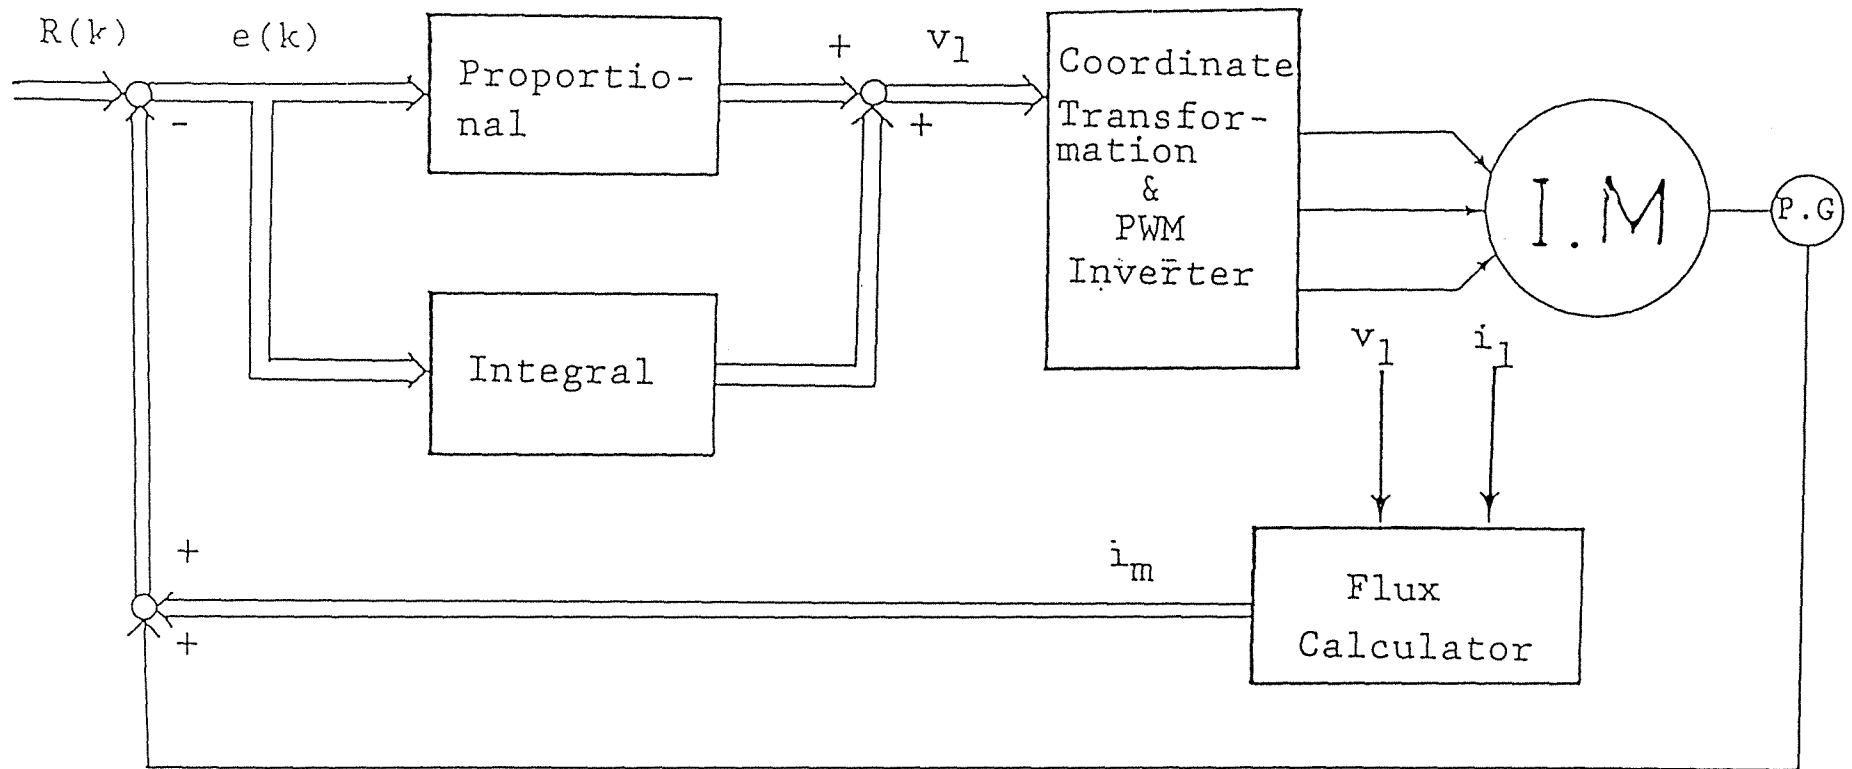 R(k)
e(k)
-
Proportio-
nal
Integral
+
+
v1
Coordinate
Transfor-
mation
&
PWM
Inverter
I.M
P.G
v1
i1
Flux
Calculator
im
+
+